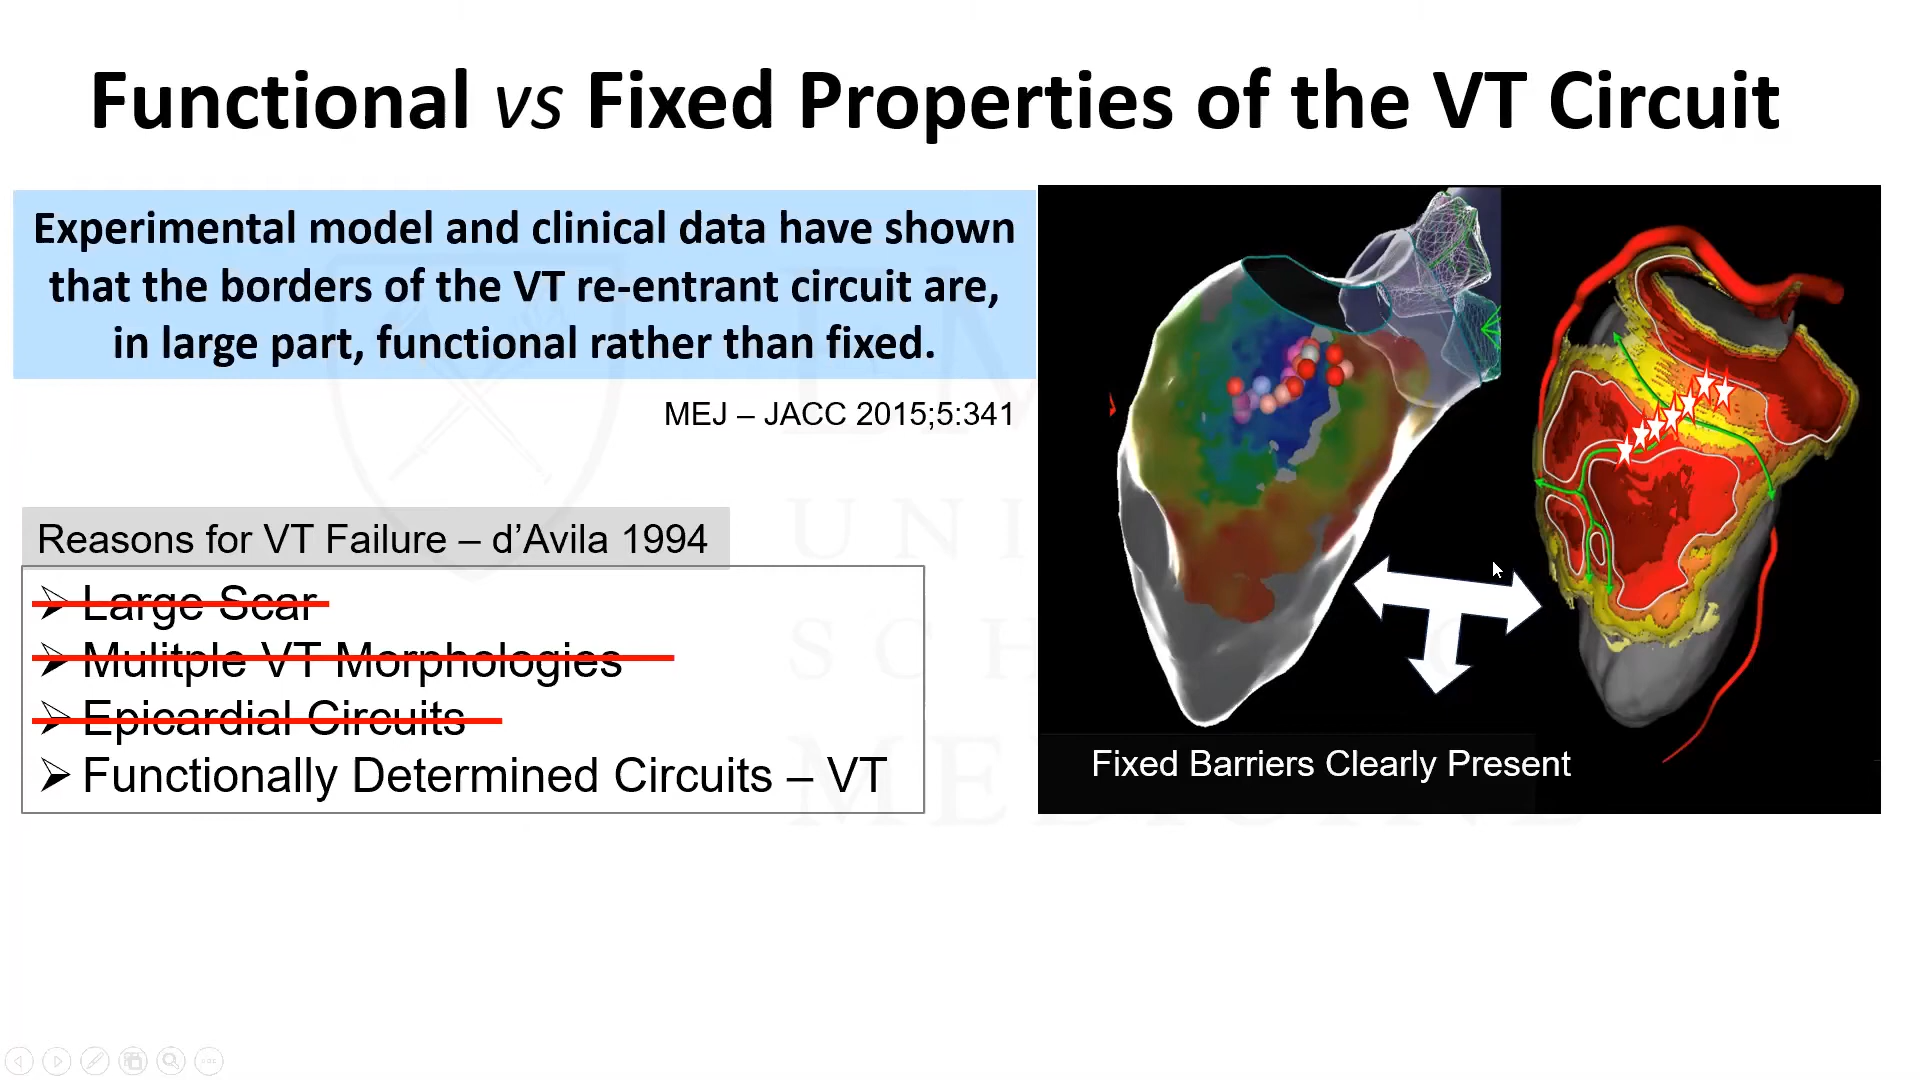 Functional vs Fixed Properties of the VT Circuit
Experimental model and clinical data have shown
that the borders of the VT re-entrant circuit are,
in large part, functional rather than fixed.
MEJ – JACC 2015;5:341
Reasons for VT Failure – d’Avila 1994
Large Scar
Mulitple VT Morphologies
Epicardial Circuits
Functionally Determined Circuits – VT
Fixed Barriers Clearly Present